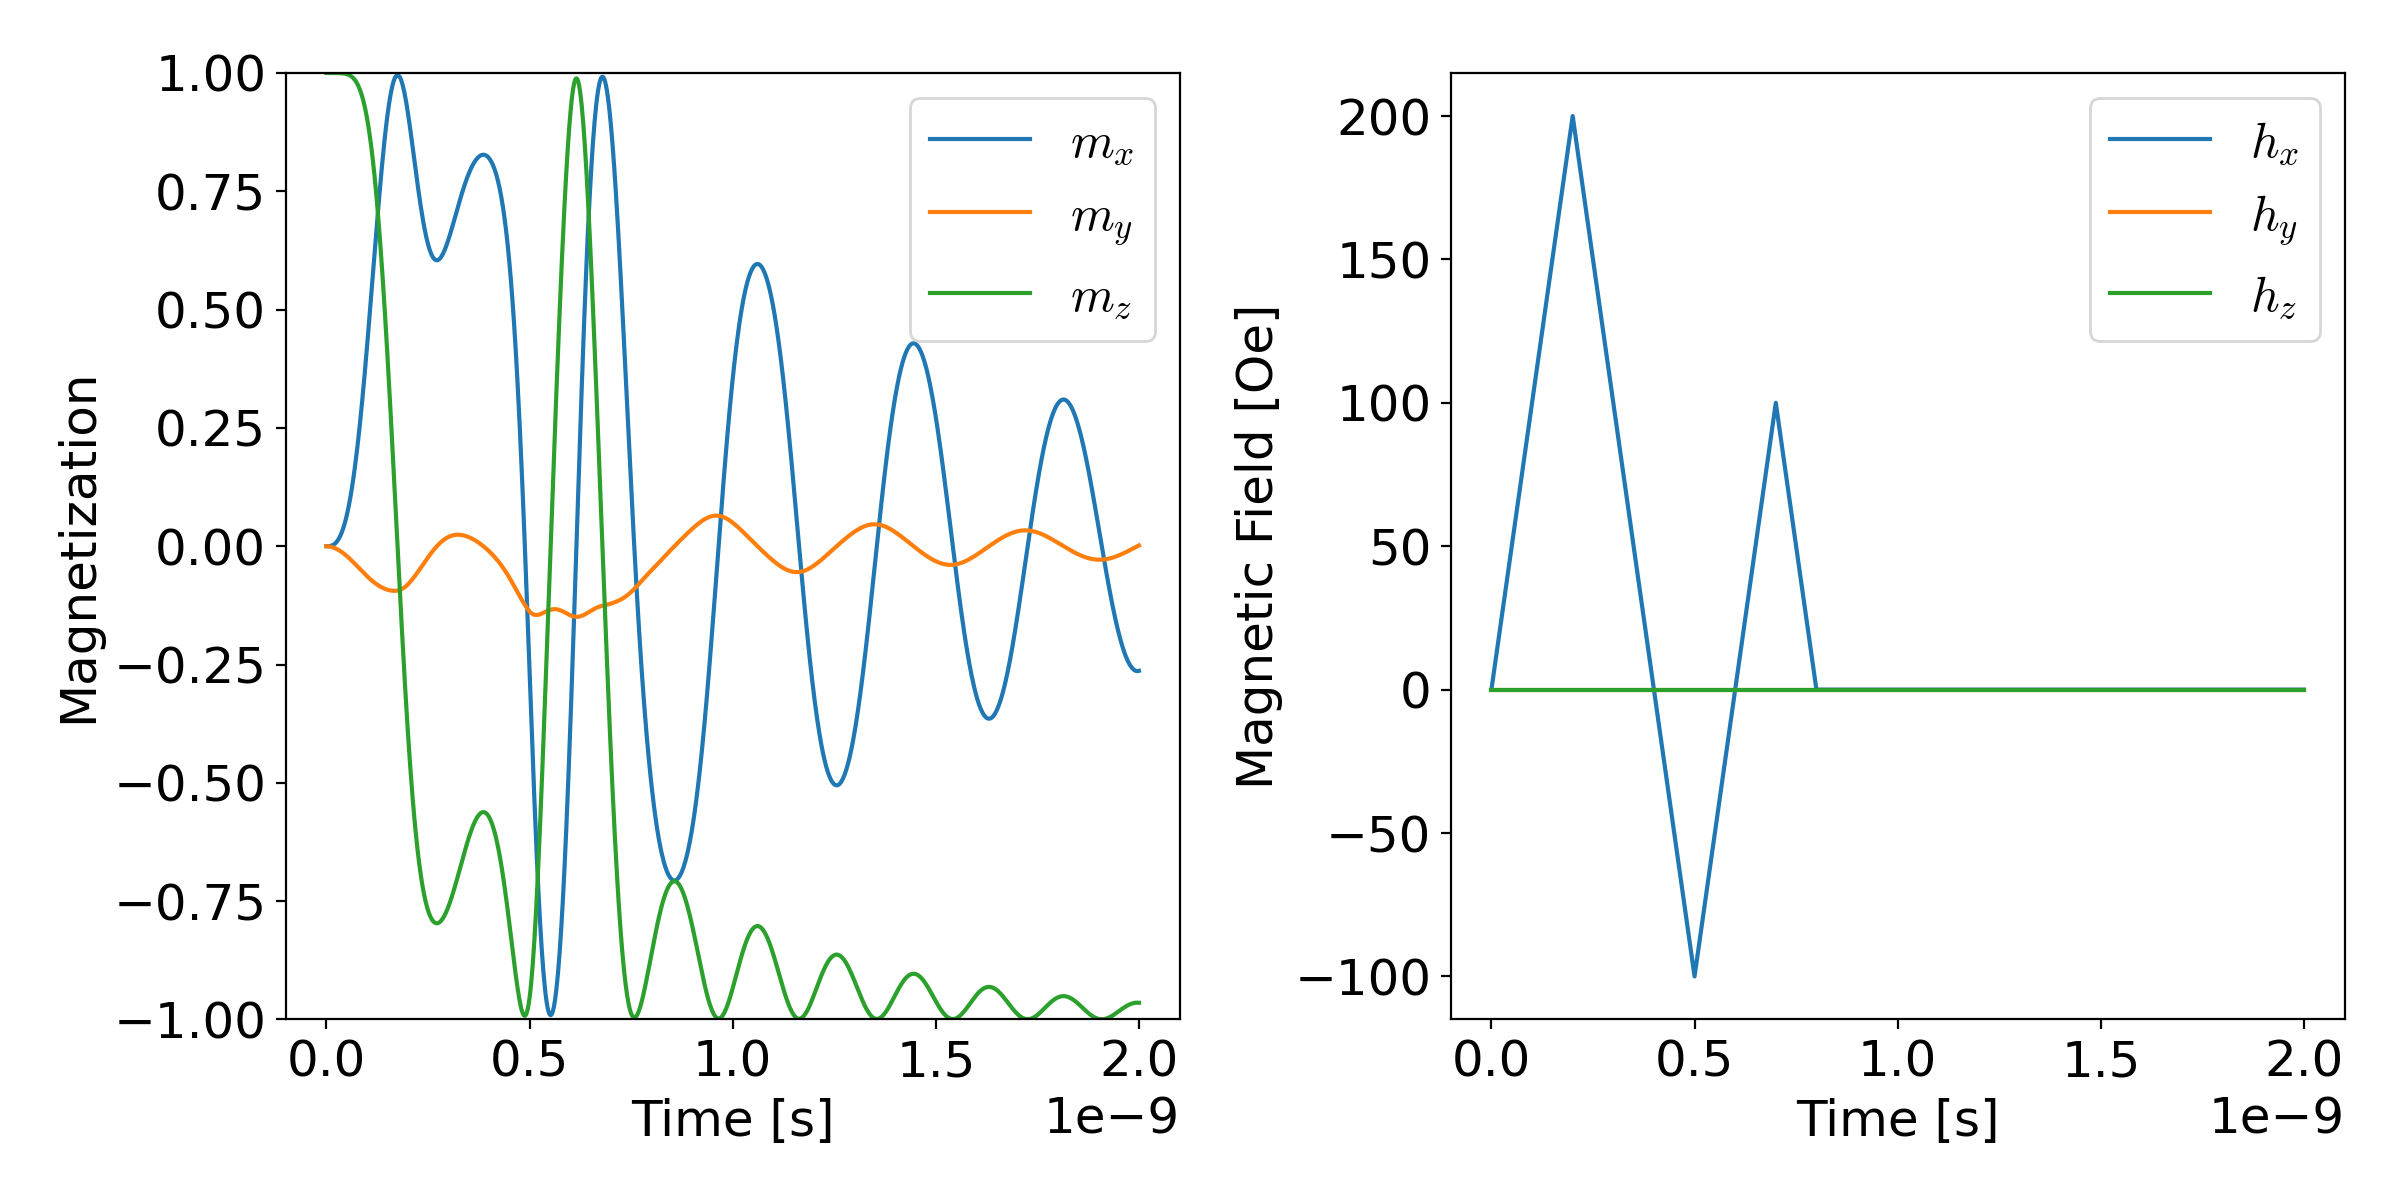 Magnetization
1.00
0.75
0.50
0.25
0.00
−0.25
−0.50
−0.75
−1.00
0.0 0.5 1.0 1.5 2.0
Time [s]
1e−9
m_x
m_y
m_z
Magnetic Field [Oe]
200
150
100
50
0
−50
−100
0.0 0.5 1.0 1.5 2.0
Time [s]
1e−9
h_x
h_y
h_z